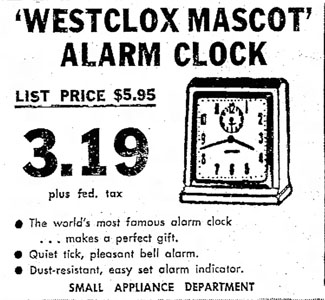 'WESTCLOX MASCOT'
ALARM CLOCK
LIST PRICE $5.95
3.19
plus fed. tax
● The world's most famous alarm clock
... makes a perfect gift.
● Quiet tick, pleasant bell alarm.
● Dust-resistant, easy set alarm indicator.
SMALL APPLIANCE DEPARTMENT